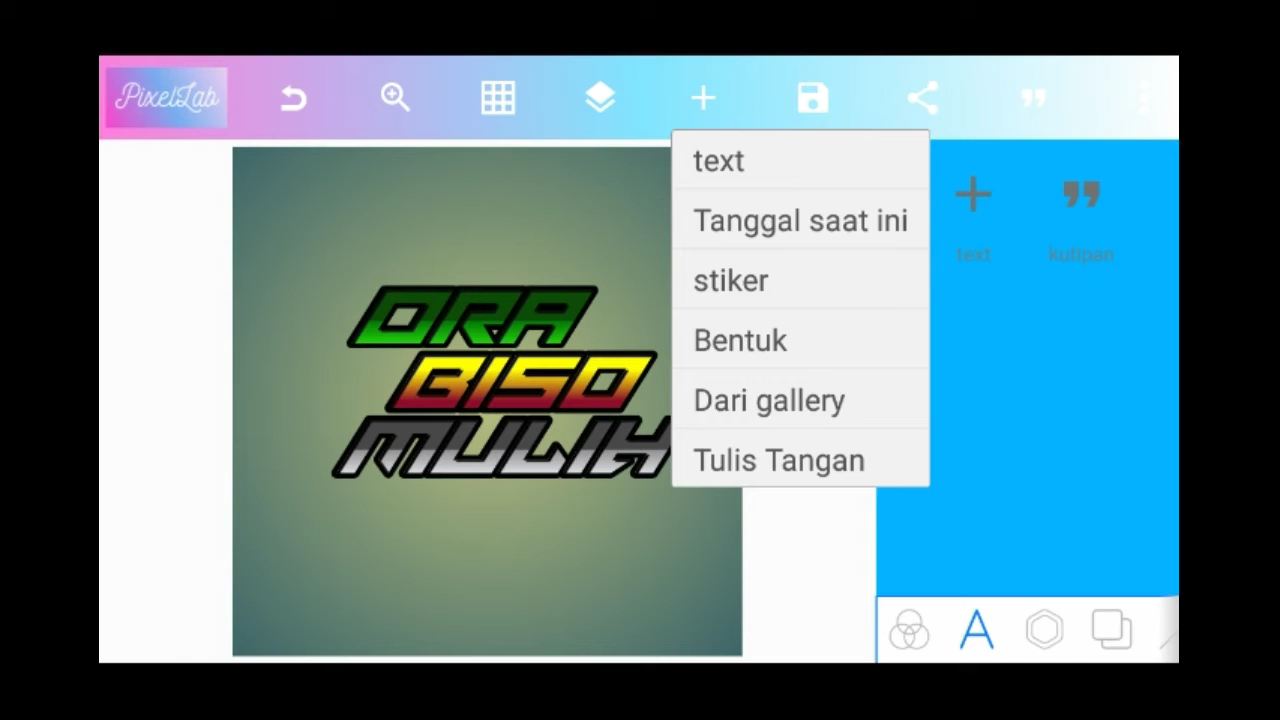 PixelLab
text
Tanggal saat ini
stiker
Bentuk
Dari gallery
Tulis Tangan
text
kutipan
ORA
BISO
MULIH